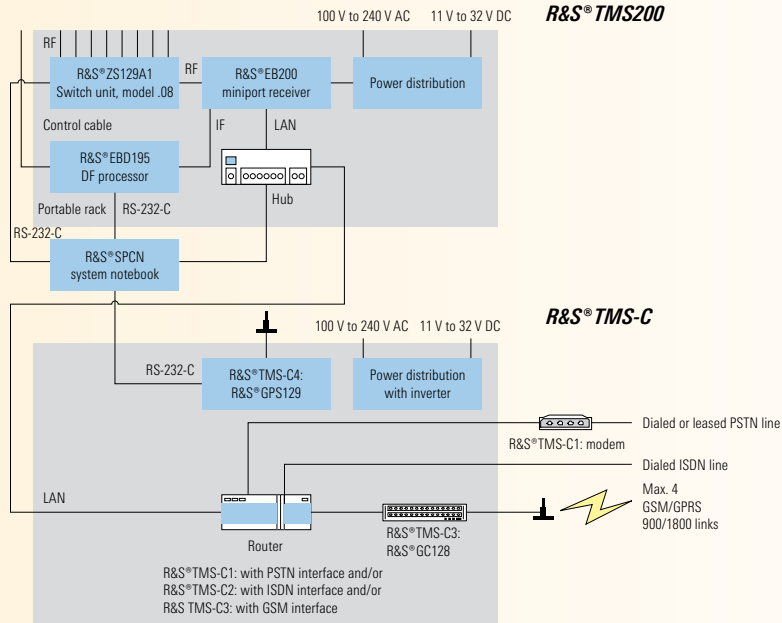 100 V to 240 V AC 11 V to 32 V DC
R&S® TMS200
RF
R&S®ZS129A1
Switch unit, model .08
RF
R&S®EB200
miniport receiver
Power distribution
Control cable
IF
LAN
R&S®EBD195
DF processor
Hub
Portable rack
RS-232-C
RS-232-C
R&S®SPCN
system notebook
R&S® TMS-C
100 V to 240 V AC 11 V to 32 V DC
RS-232-C
R&S®TMS-C4:
R&S®GPS129
Power distribution
with inverter
Dialed or leased PSTN line
R&S®TMS-C1: modem
Dialed ISDN line
LAN
Max. 4
GSM/GPRS
900/1800 links
Router
R&S®TMS-C3:
R&S®GC128
R&S®TMS-C1: with PSTN interface and/or
R&S®TMS-C2: with ISDN interface and/or
R&S TMS-C3: with GSM interface